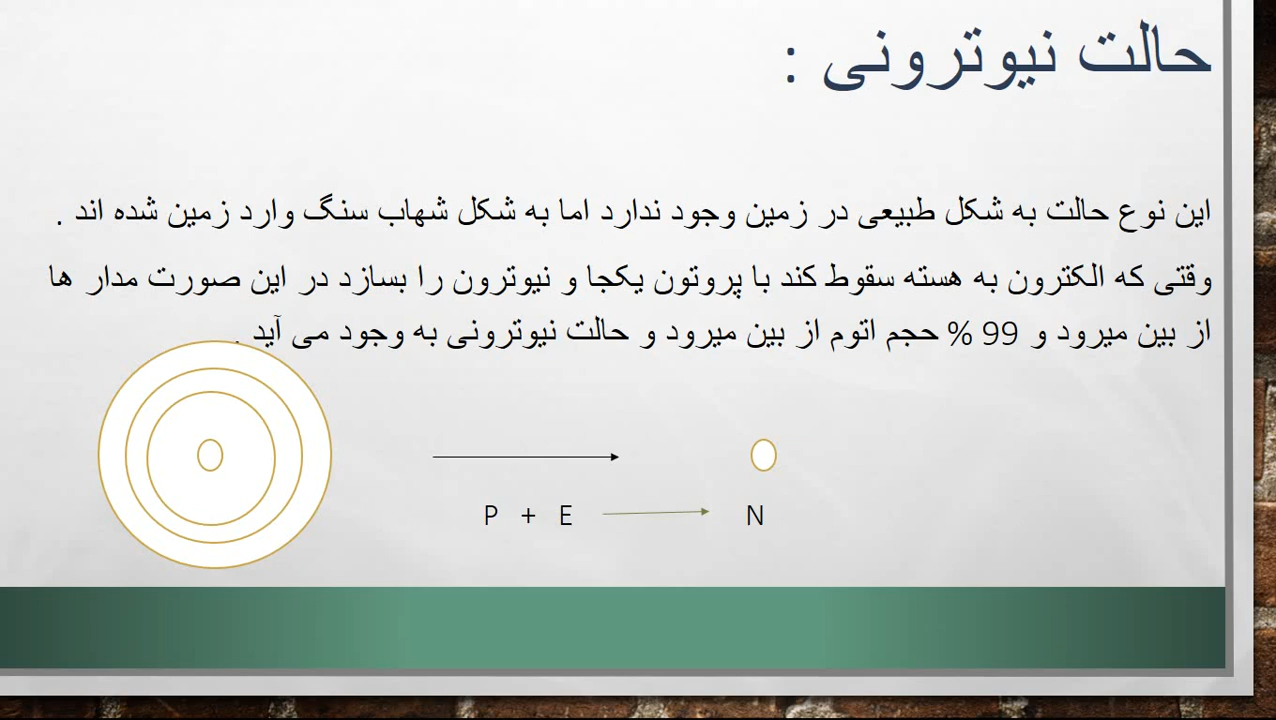 حالت نیوترونی :
این نوع حالت به شکل طبیعی در زمین وجود ندارد اما به شکل شهاب سنگ وارد زمین شده اند .
وقتی که الکترون به هسته سقوط کند با پروتون یکجا و نیوترون را بسازد در این صورت مدار ها
از بین میرود و 99 % حجم اتوم از بین میرود و حالت نیوترونی به وجود می آید .
P + E N